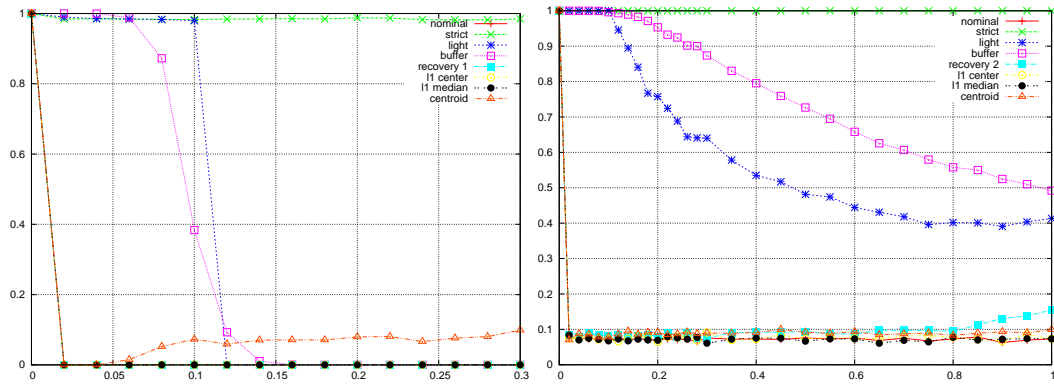 1
0.8
0.6
0.4
0.2
0
0
0.05
0.1
0.15
0.2
0.25
0.3
nominal
strict
light
buffer
recovery 1
l1 center
l1 median
centroid
1
0.9
0.8
0.7
0.6
0.5
0.4
0.3
0.2
0.1
0
0
0.2
0.4
0.6
0.8
1
nominal
strict
light
buffer
recovery 2
l1 center
l1 median
centroid